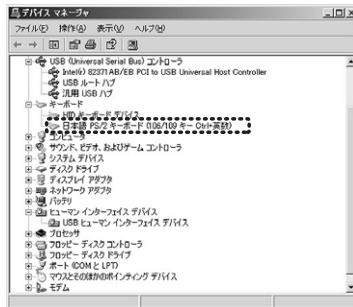 デバイス マネージャ
ファイル(F) 操作(A) 表示(V) ヘルプ(H)
USB (Universal Serial Bus) コントローラ
Intel(r) 82371AB/EB PCI to USB Universal Host Controller
USB ルート ハブ
汎用 USB ハブ
キーボード
HID キーボード デバイス
日本語 PS/2 キーボード (106/109 キー Ctrl+英数)
コンピュータ
サウンド、ビデオ、およびゲーム コントローラ
システム デバイス
ディスク ドライブ
ディスプレイ アダプタ
ネットワーク アダプタ
バッテリ
ヒューマン インターフェイス デバイス
USB ヒューマン インターフェイス デバイス
プロセッサ
フロッピー ディスク コントローラ
フロッピー ディスク ドライブ
ポート (COM と LPT)
マウスとそのほかのポインティング デバイス
モデム